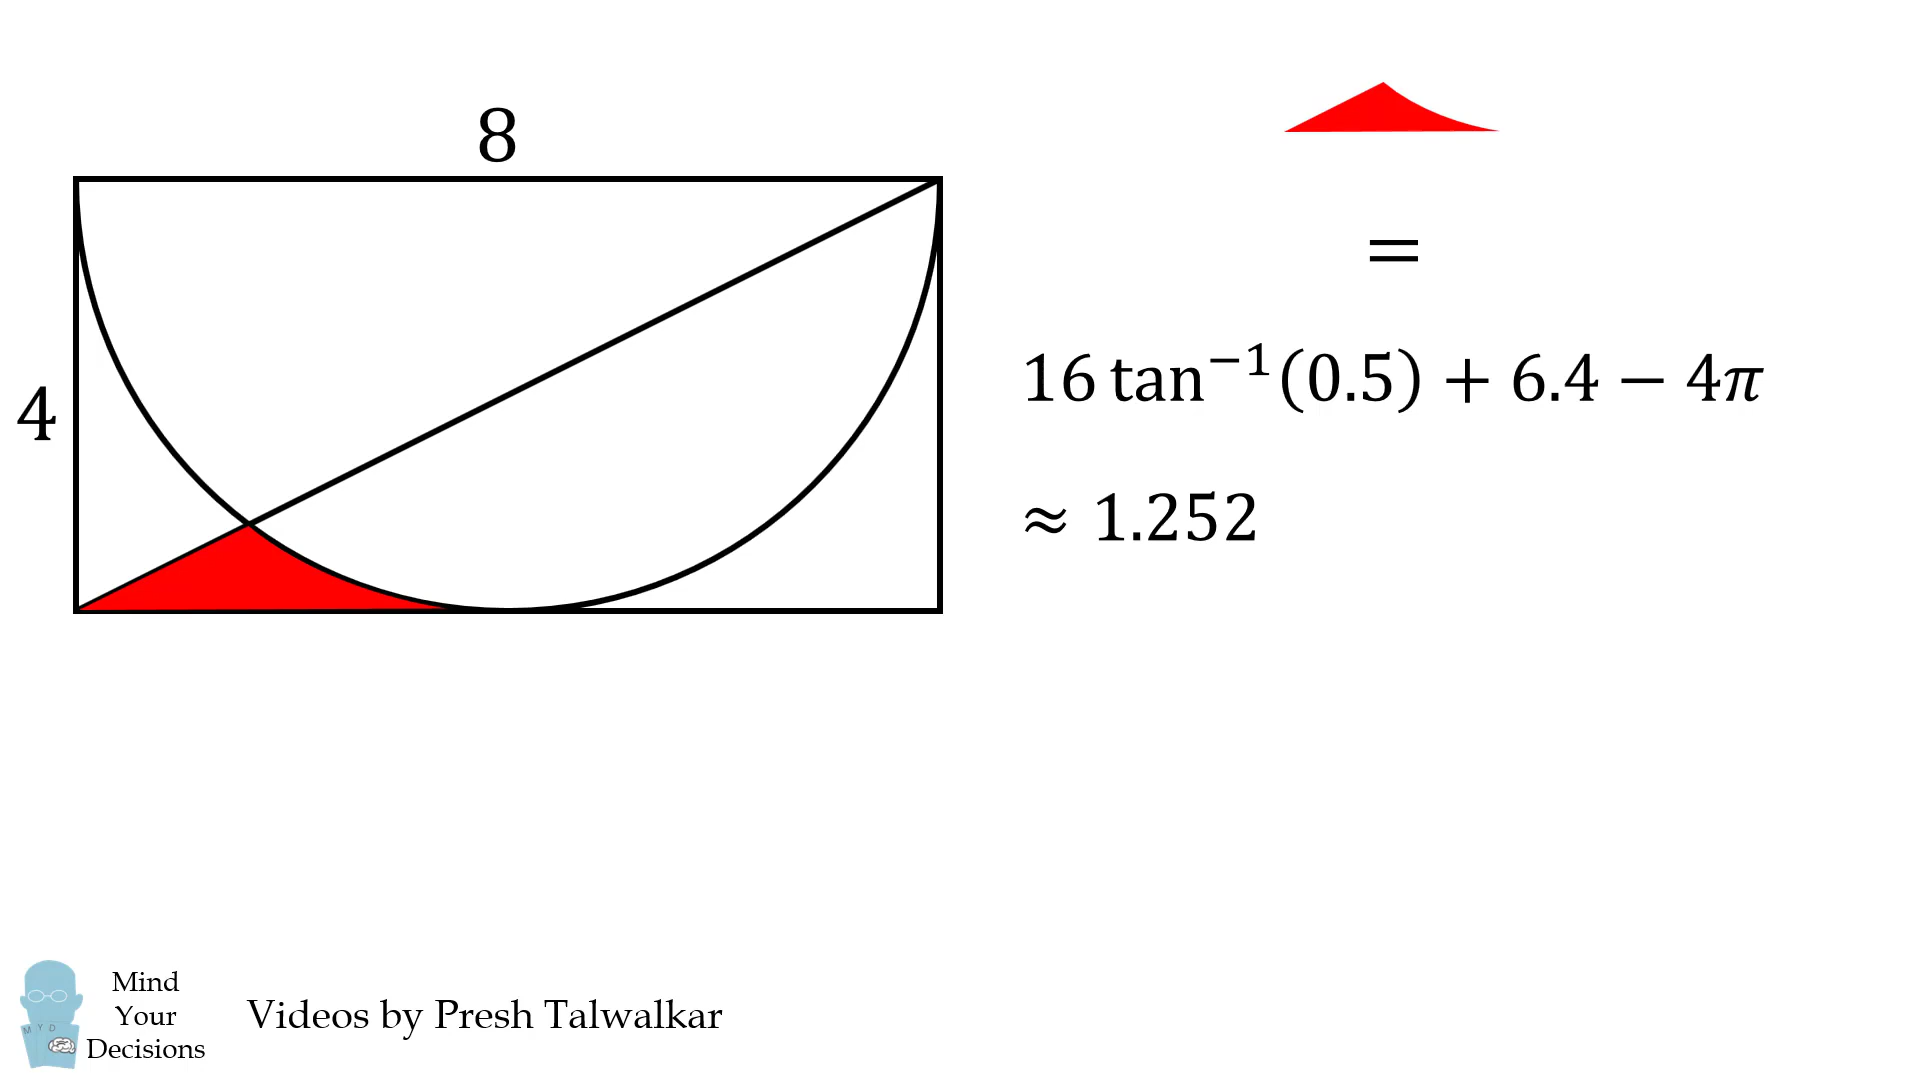 8
4
=
16 tan⁻¹(0.5) + 6.4 − 4π
≈ 1.252
Mind
Your
Decisions
M Y D
Videos by Presh Talwalkar